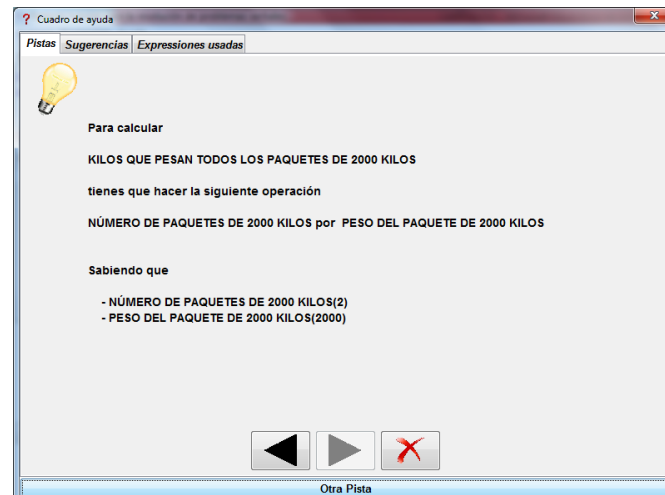 ? Cuadro de ayuda
Pistas Sugerencias Expressiones usadas
Para calcular
KILOS QUE PESAN TODOS LOS PAQUETES DE 2000 KILOS
tienes que hacer la siguiente operación
NÚMERO DE PAQUETES DE 2000 KILOS por PESO DEL PAQUETE DE 2000 KILOS
Sabiendo que
- NÚMERO DE PAQUETES DE 2000 KILOS(2)
- PESO DEL PAQUETE DE 2000 KILOS(2000)
Otra Pista